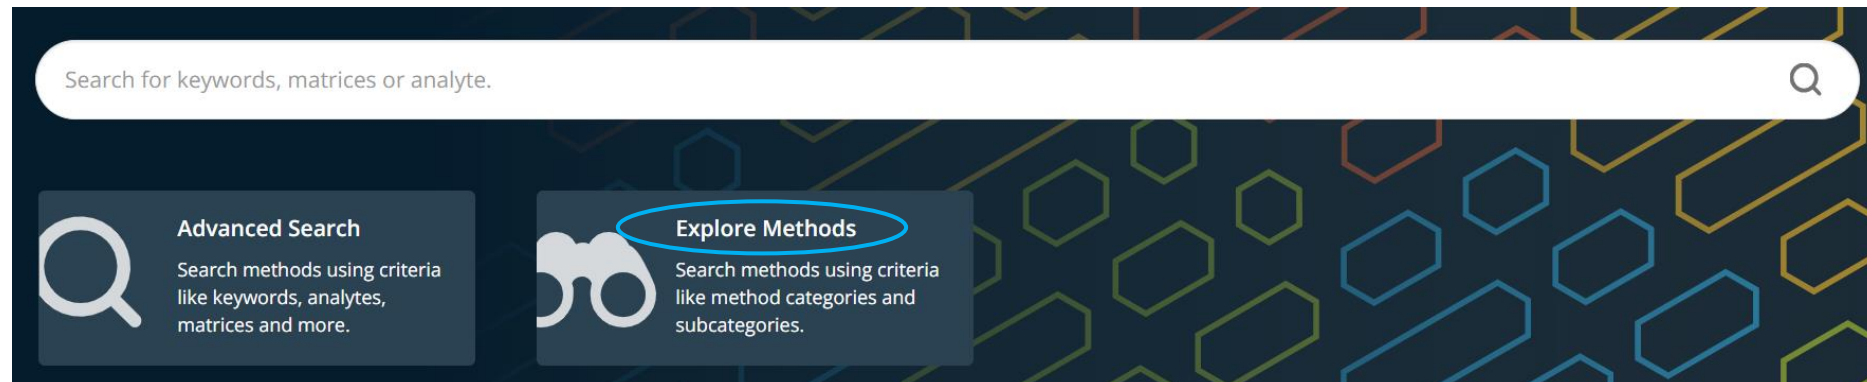 Search for keywords, matrices or analyte.
Advanced Search
Search methods using criteria
like keywords, analytes,
matrices and more.
Explore Methods
Search methods using criteria
like method categories and
subcategories.